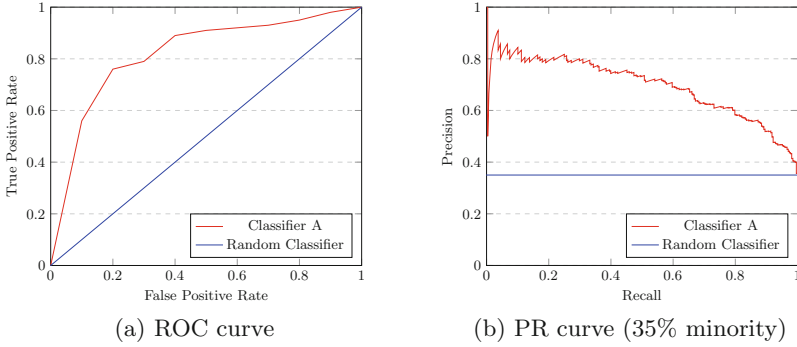 True Positive Rate
1
0.8
0.6
0.4
0.2
0
0
0.2
0.4
0.6
0.8
1
False Positive Rate
Classifier A
Random Classifier
(a) ROC curve
Precision
1
0.8
0.6
0.4
0.2
0
0
0.2
0.4
0.6
0.8
1
Recall
Classifier A
Random Classifier
(b) PR curve (35% minority)